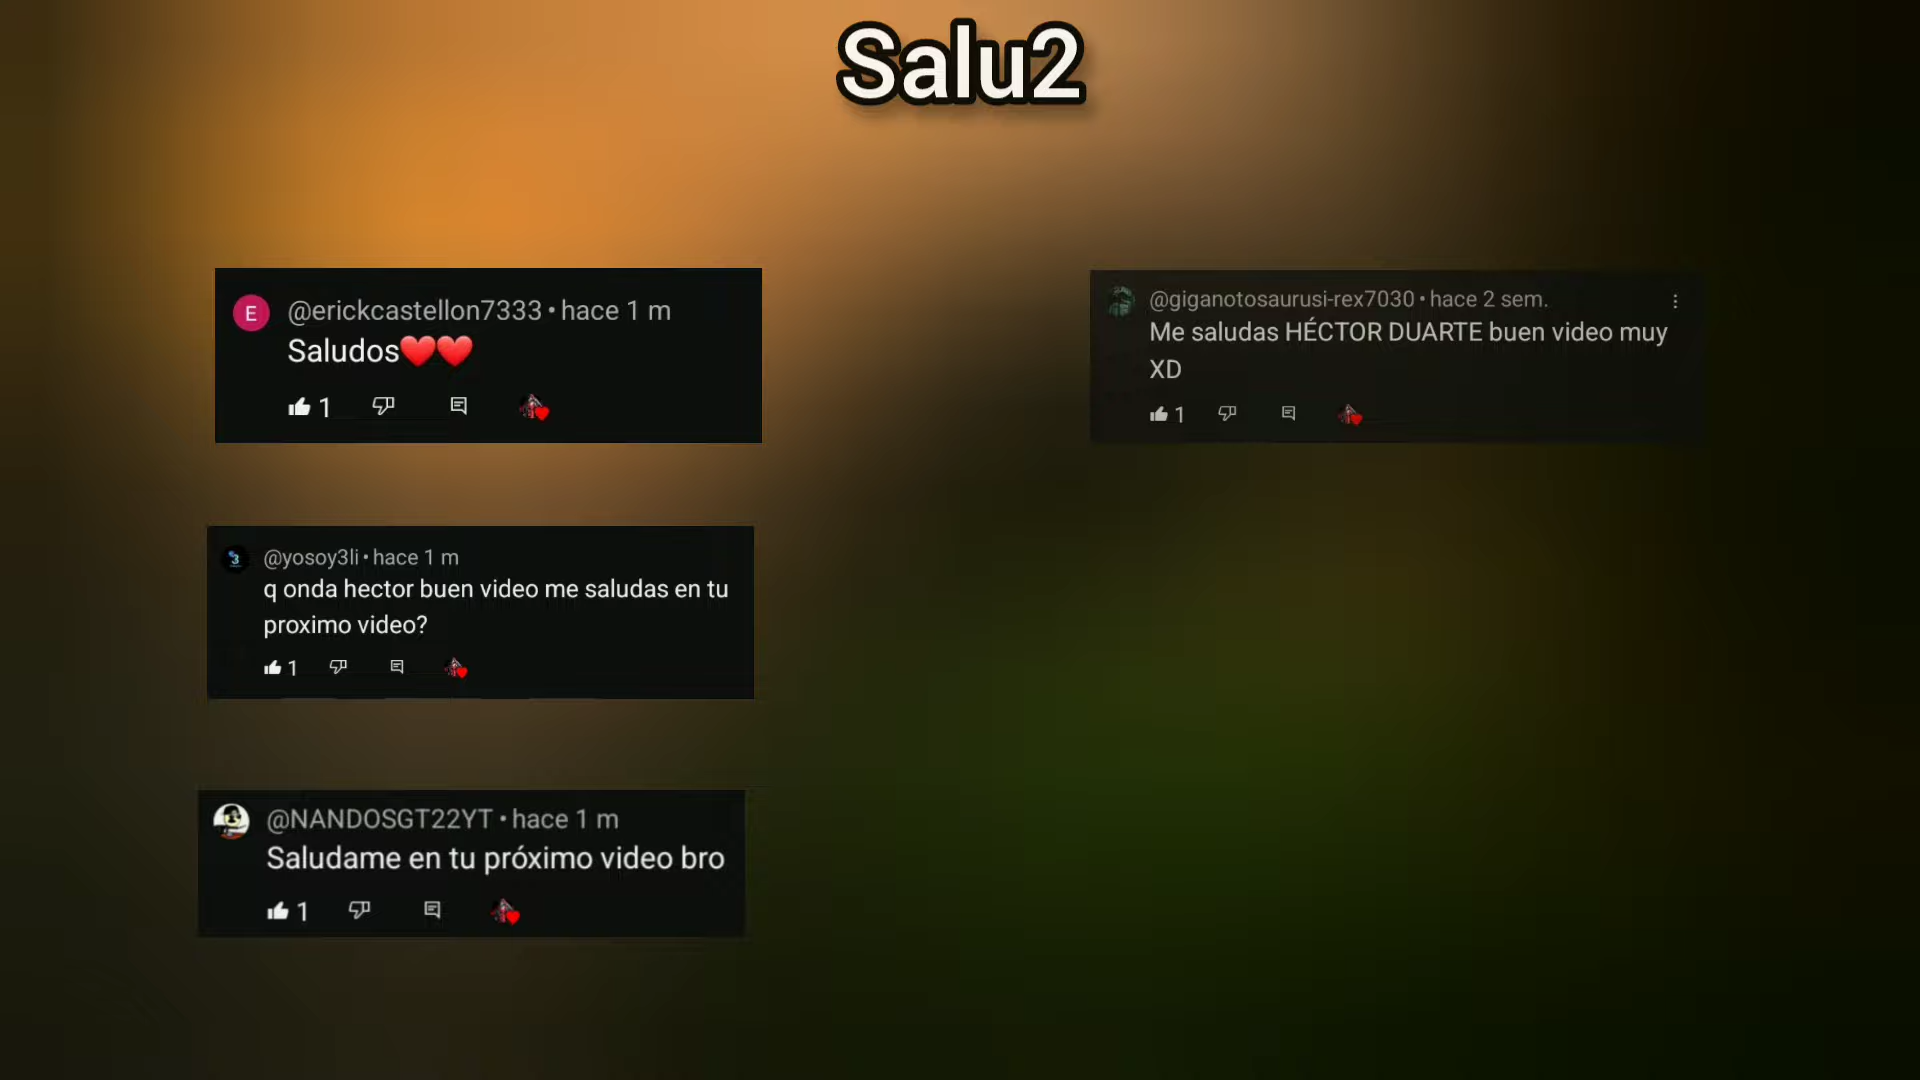 Salu2
E
@erickcastellon7333 • hace 1 m
Saludos❤️❤️
1
@yosoy3li • hace 1 m
q onda hector buen video me saludas en tu
proximo video?
1
@NANDOSGT22YT • hace 1 m
Saludame en tu próximo video bro
1
@giganotosaurusi-rex7030 • hace 2 sem.
Me saludas HÉCTOR DUARTE buen video muy
XD
1